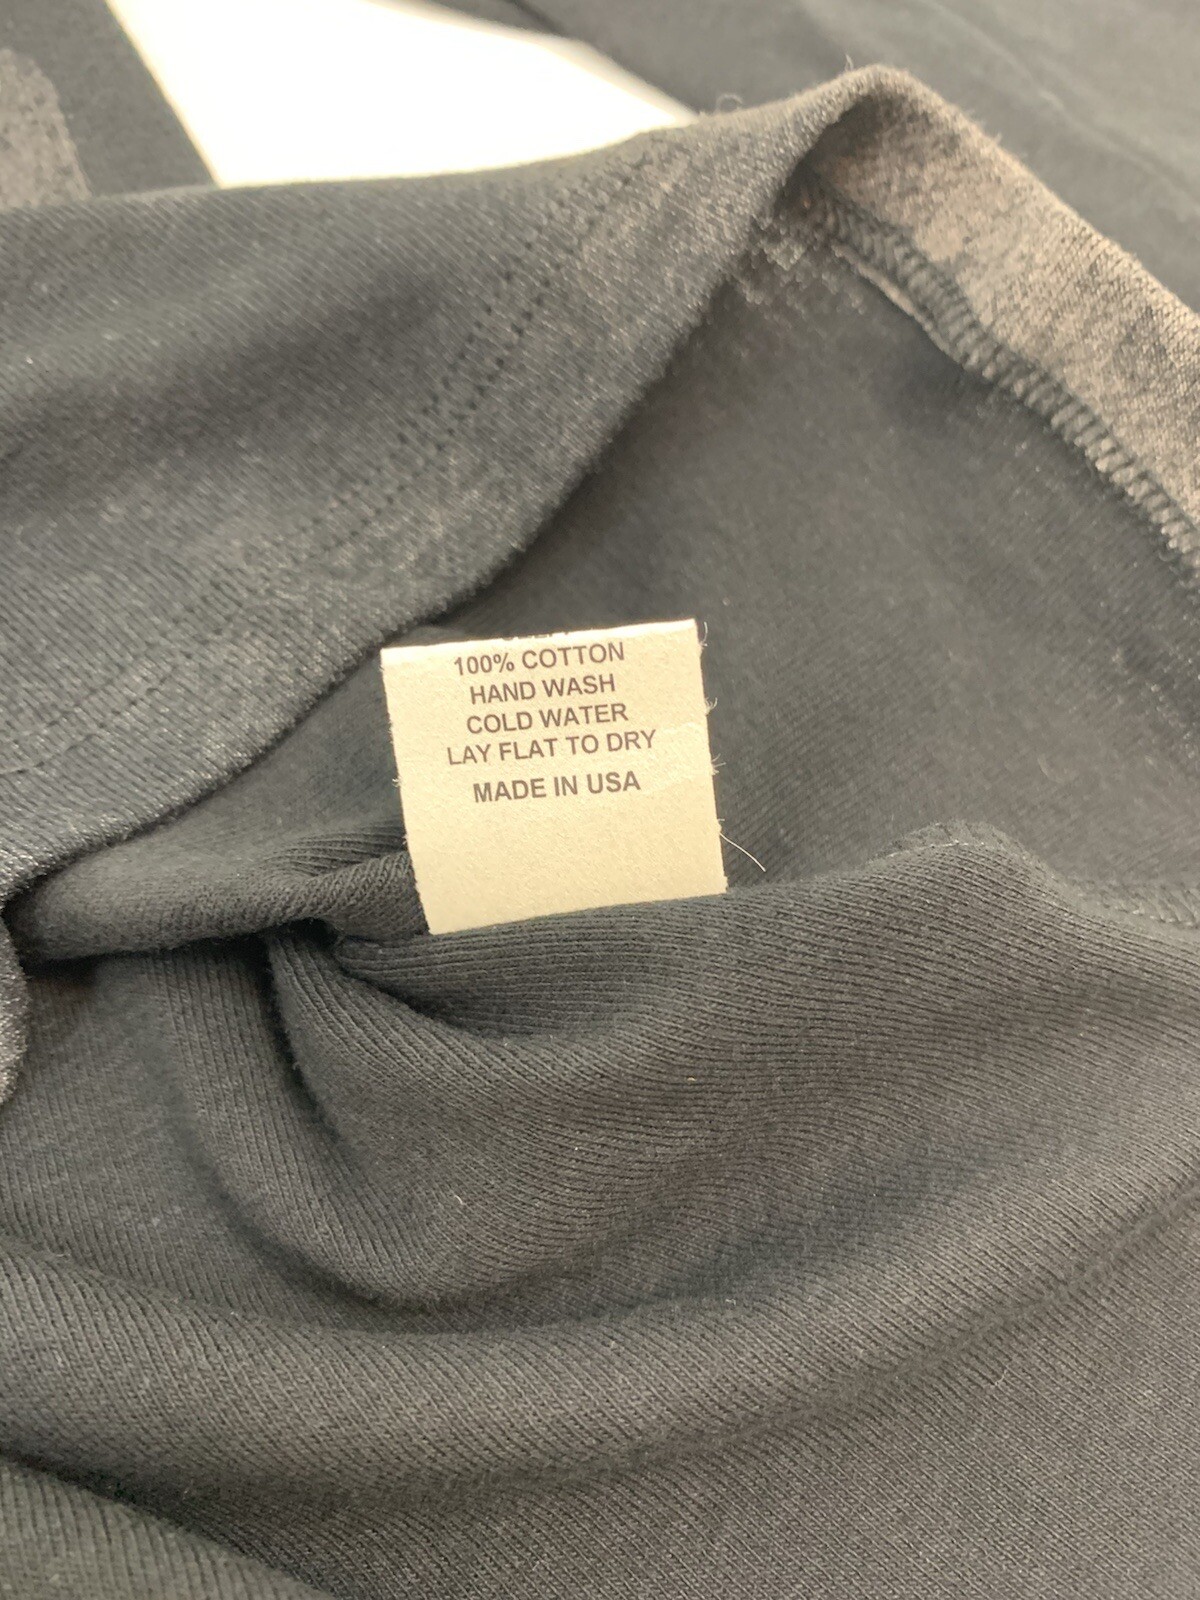 100% COTTON
HAND WASH
COLD WATER
LAY FLAT TO DRY
MADE IN USA